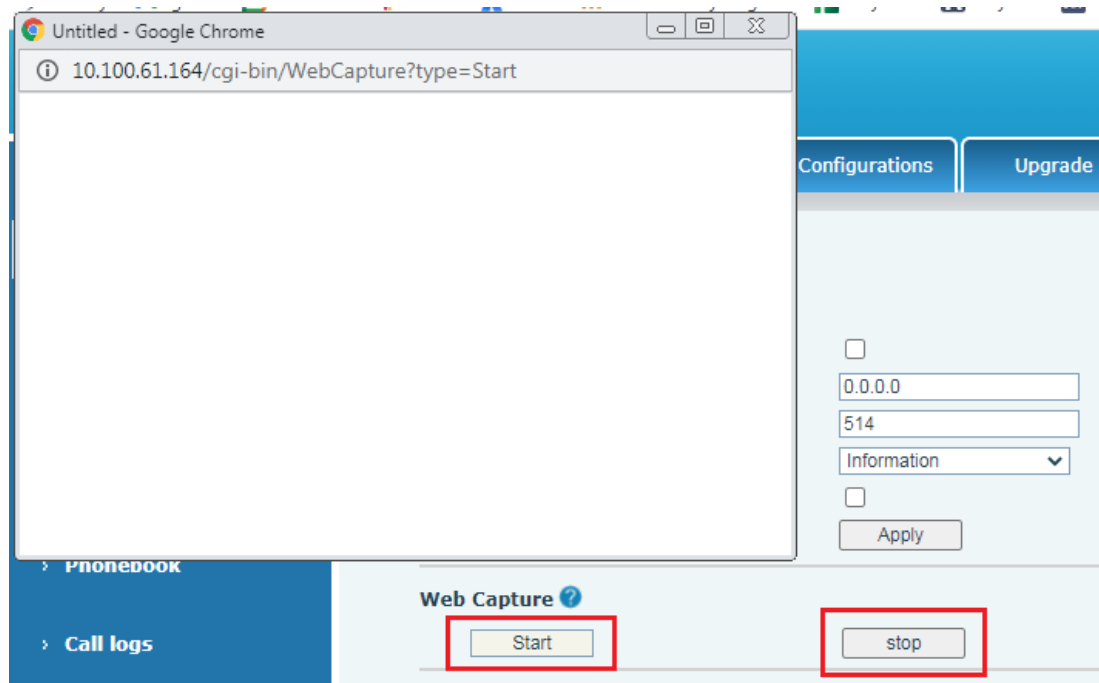 Untitled - Google Chrome
10.100.61.164/cgi-bin/WebCapture?type=Start
Configurations
Upgrade
0.0.0.0
514
Information
Apply
Phonebook
Web Capture ?
Start
stop
Call logs